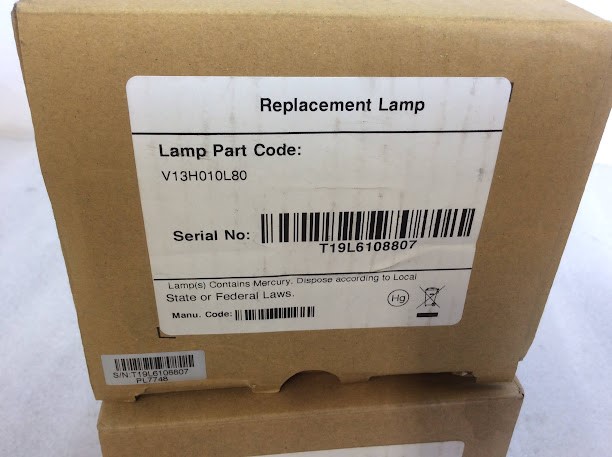 Replacement Lamp
Lamp Part Code:
V13H010L80
Serial No:
T19L6108807
Lamp(s) Contains Mercury. Dispose according to Local
State or Federal Laws.
Hg
Manu. Code:
S/N:T19L6108807
PL7748